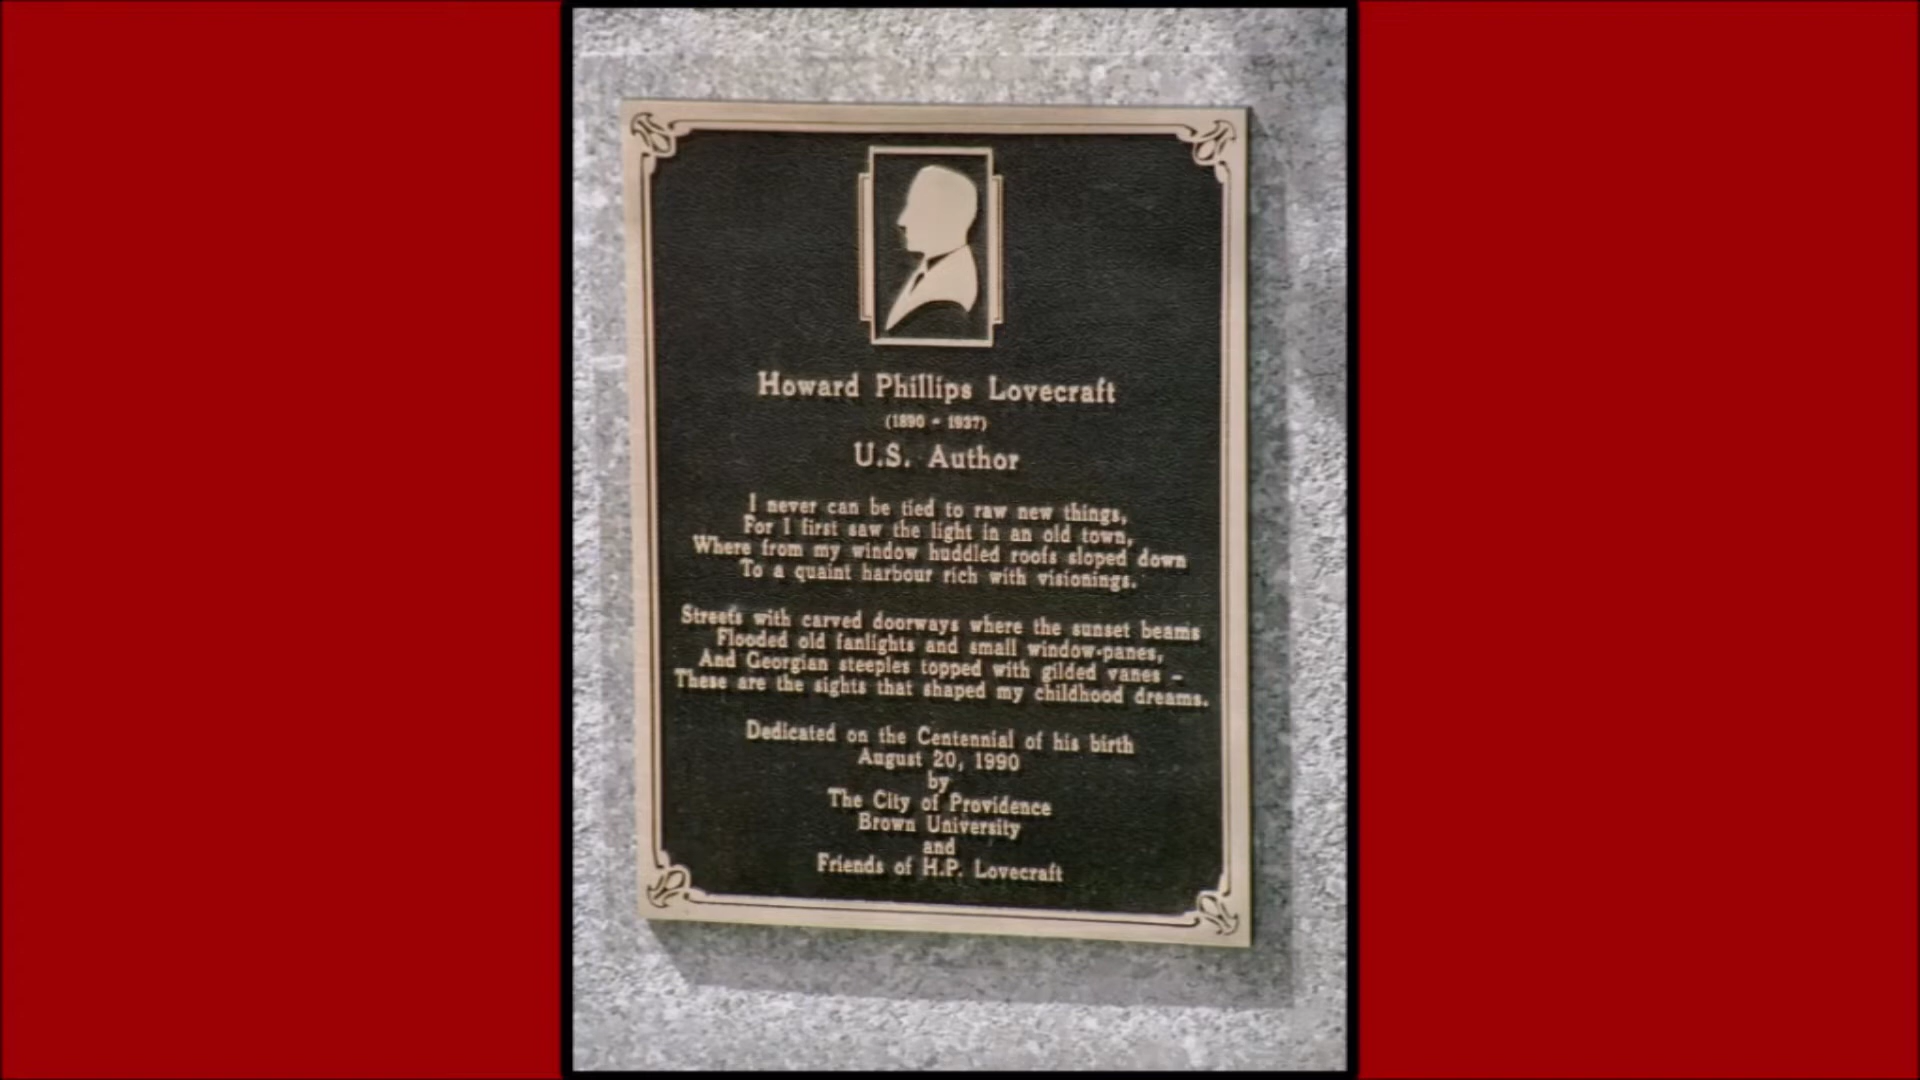 Howard Phillips Lovecraft
(1890 - 1937)
U.S. Author
I never can be tied to raw new things,
For I first saw the light in an old town,
Where from my window huddled roofs sloped down
To a quaint harbour rich with visionings.
Streets with carved doorways where the sunset beams
Flooded old fanlights and small window-panes,
And Georgian steeples topped with gilded vanes -
These are the sights that shaped my childhood dreams.
Dedicated on the Centennial of his birth
August 20, 1990
by
The City of Providence
Brown University
and
Friends of H.P. Lovecraft